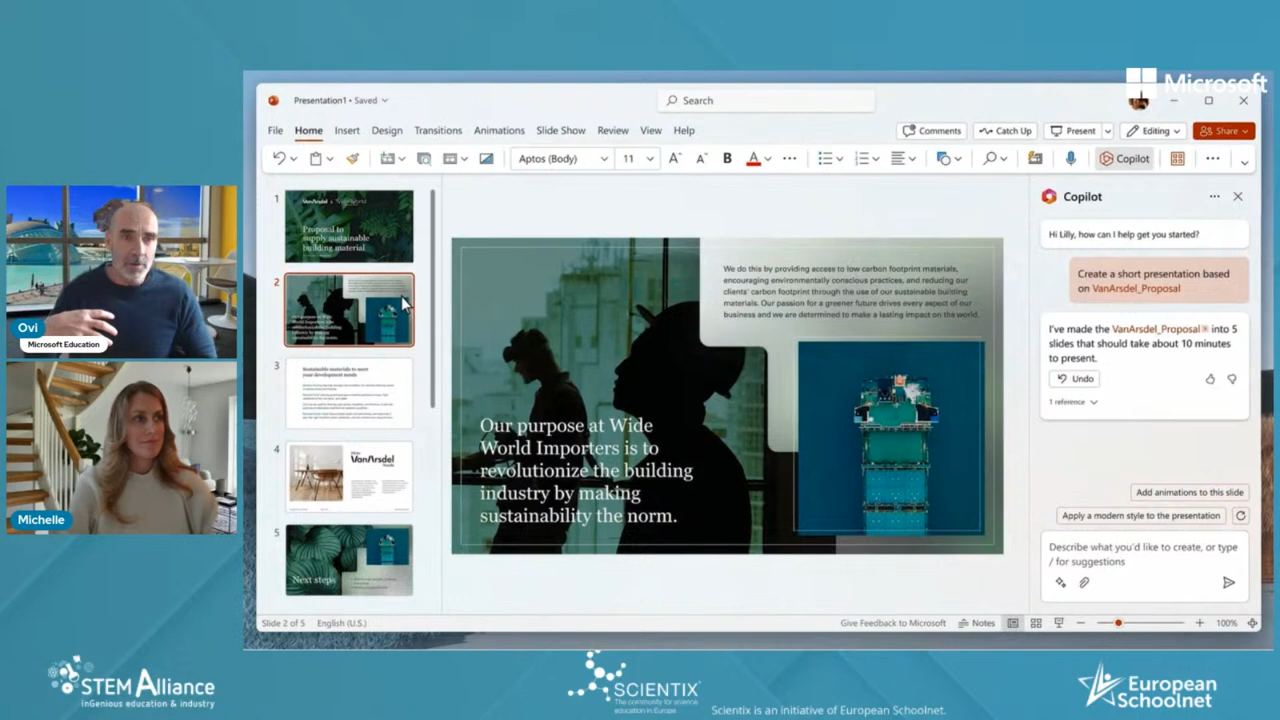 Microsoft
Presentation1 • Saved
Search
File Home Insert Design Transitions Animations Slide Show Review View Help
Comments Catch Up Present Editing Share
Aptos (Body) 11 B A Copilot
1
VanArsdel
Proposal to
supply sustainable
building material
2
3
Sustainable materials to meet
your development needs
4
VanArsdel
5
Next steps
We do this by providing access to low carbon footprint materials,
encouraging environmentally conscious practices, and reducing our
clients' carbon footprint through the use of our sustainable building
materials. Our passion for a greener future drives every aspect of our
business and we are determined to make a lasting impact on the world.
Our purpose at Wide
World Importers is to
revolutionize the building
industry by making
sustainability the norm.
Copilot
Hi Lilly, how can I help get you started?
Create a short presentation based
on VanArsdel_Proposal
I've made the VanArsdel_Proposal into 5
slides that should take about 10 minutes
to present.
Undo
1 reference
Add animations to this slide
Apply a modern style to the presentation
Describe what you'd like to create, or type
/ for suggestions
Slide 2 of 5 English (U.S.) Give Feedback to Microsoft Notes 100%
Ovi
Microsoft Education
Michelle
STEM Alliance
inGenious education & industry
SCIENTIX
The community for science
education in Europe
Scientix is an initiative of European Schoolnet.
European
Schoolnet